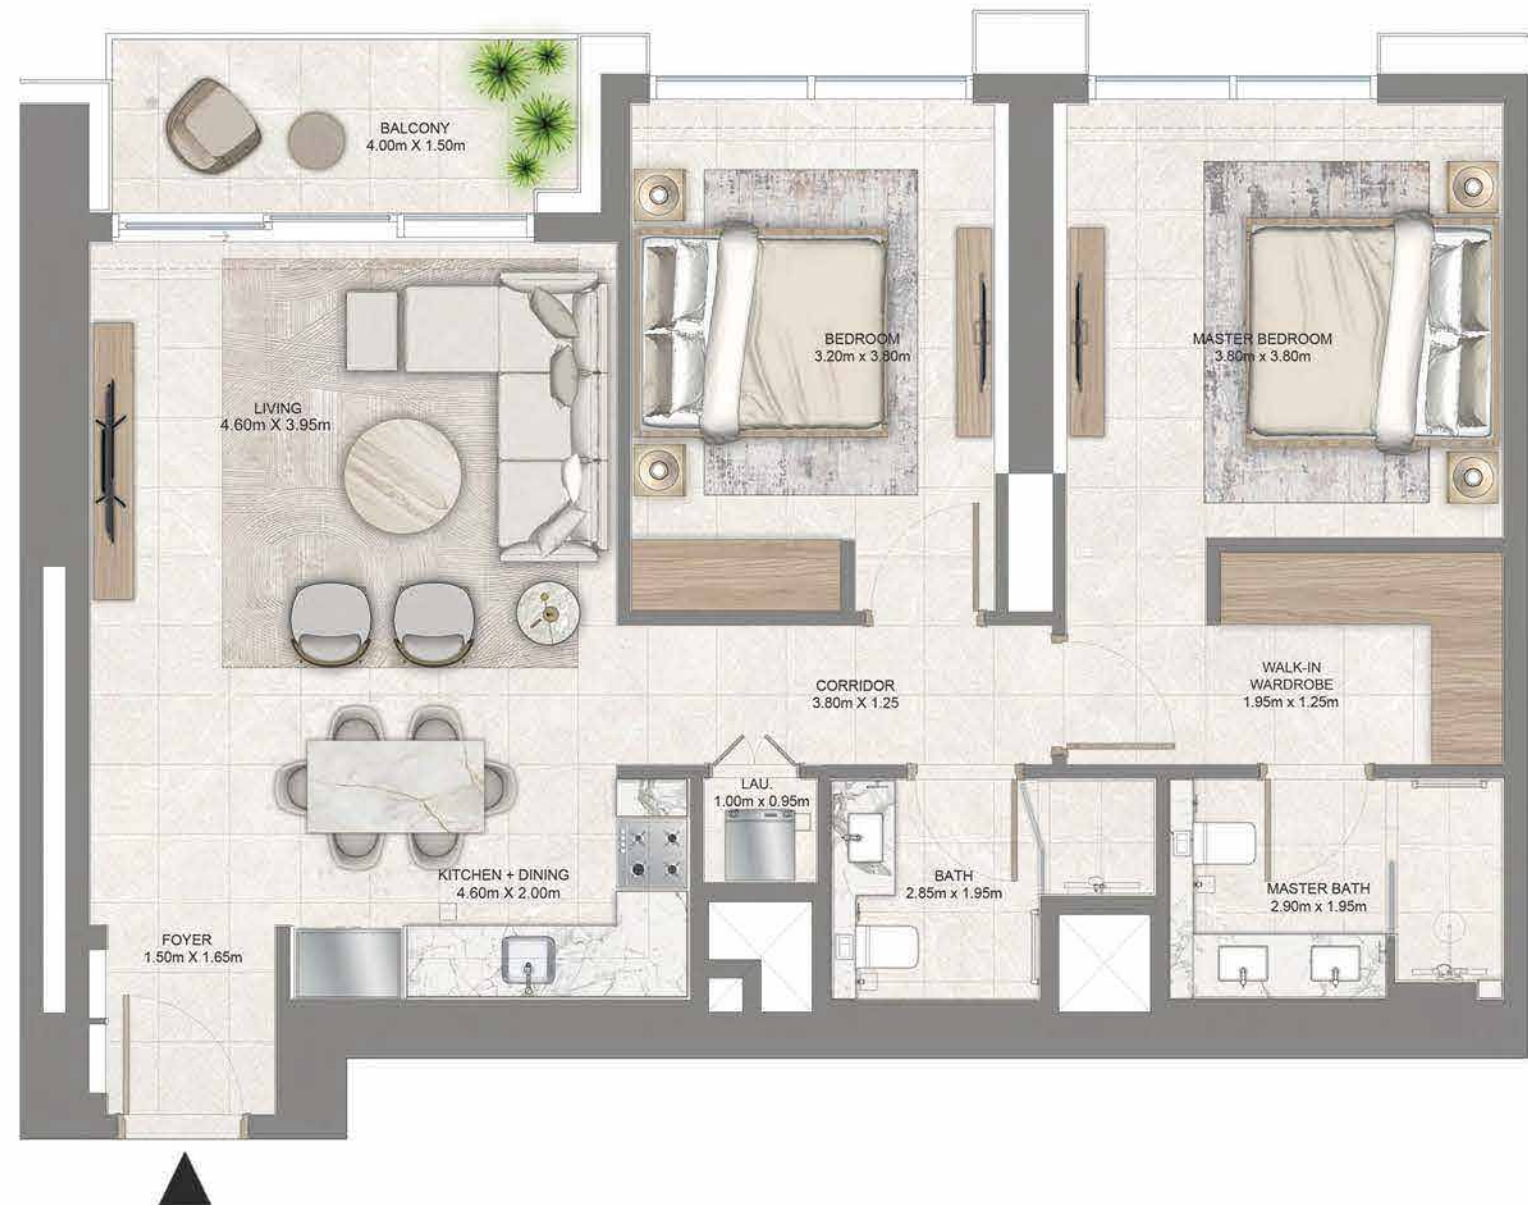 BALCONY
4.00m X 1.50m
BEDROOM
3.20m x 3.80m
MASTER BEDROOM
3.80m x 3.80m
LIVING
4.60m X 3.95m
CORRIDOR
3.80m X 1.25
WALK-IN
WARDROBE
1.95m x 1.25m
LAU.
1.00m x 0.95m
KITCHEN + DINING
4.60m X 2.00m
BATH
2.85m x 1.95m
MASTER BATH
2.90m x 1.95m
FOYER
1.50m X 1.65m